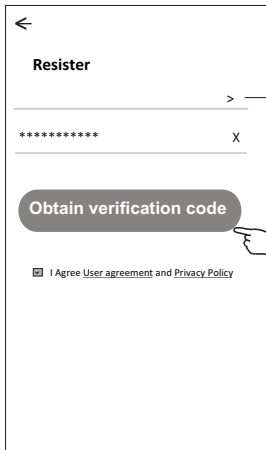 Resister
>
*********** X
Obtain verification code
I Agree User agreement and Privacy Policy